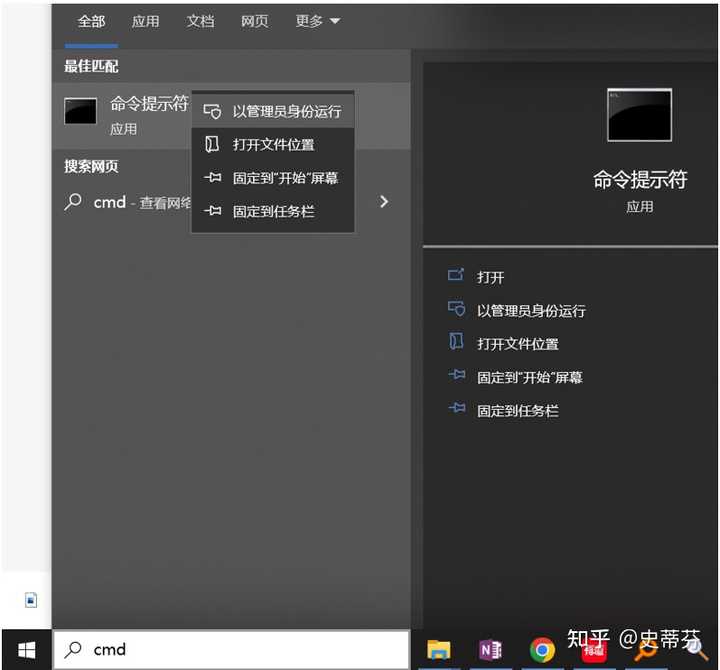 全部 应用 文档 网页 更多
最佳匹配
命令提示符
应用
以管理员身份运行
打开文件位置
固定到"开始"屏幕
固定到任务栏
搜索网页
cmd - 查看网络
命令提示符
应用
打开
以管理员身份运行
打开文件位置
固定到"开始"屏幕
固定到任务栏
cmd
知乎 @史蒂芬